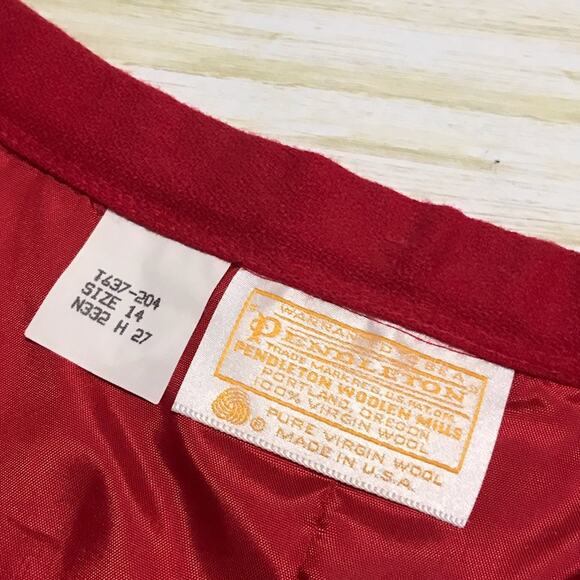 T637-204
SIZE 14
N332 H 27
WARRANTED TO BE A
PENDLETON
TRADE MARK REG. U.S. PAT. OFF.
PENDLETON WOOLEN MILLS
PORTLAND, OREGON
100% VIRGIN WOOL
PURE VIRGIN WOOL
MADE IN U.S.A.